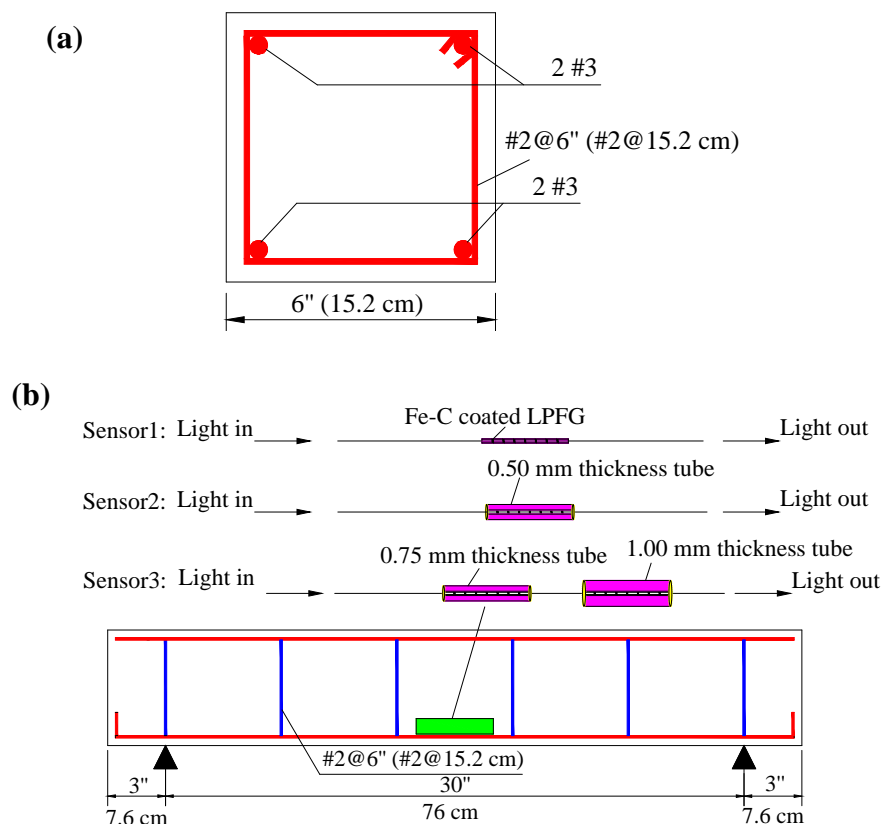 (a)
2 #3
#2@6" (#2@15.2 cm)
2 #3
6" (15.2 cm)
(b)
Fe-C coated LPFG
Sensor1: Light in
Light out
0.50 mm thickness tube
Sensor2: Light in
Light out
0.75 mm thickness tube
1.00 mm thickness tube
Sensor3: Light in
Light out
#2@6" (#2@15.2 cm)
3" 30" 3"
7.6 cm 76 cm 7.6 cm